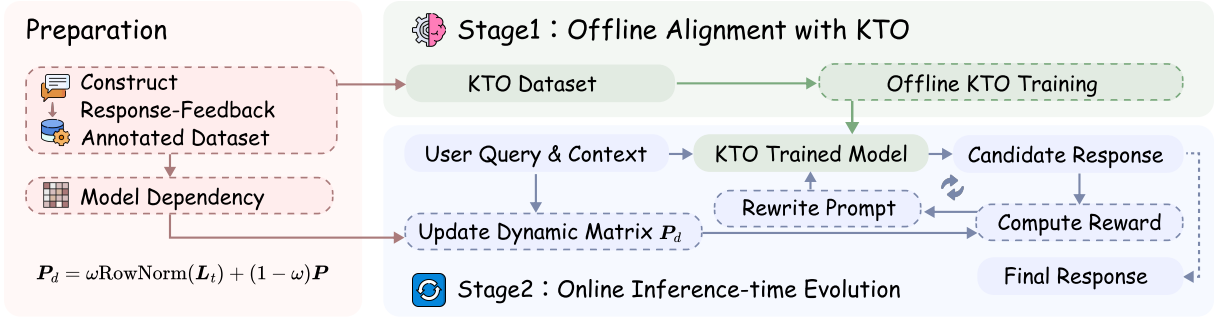 Preparation
Construct
Response-Feedback
Annotated Dataset
Model Dependency
𝑷_d = ωRowNorm(𝑳_t) + (1 − ω)𝑷
Stage1：Offline Alignment with KTO
KTO Dataset
Offline KTO Training
User Query & Context
KTO Trained Model
Candidate Response
Rewrite Prompt
Update Dynamic Matrix 𝑷_d
Compute Reward
Final Response
Stage2：Online Inference-time Evolution